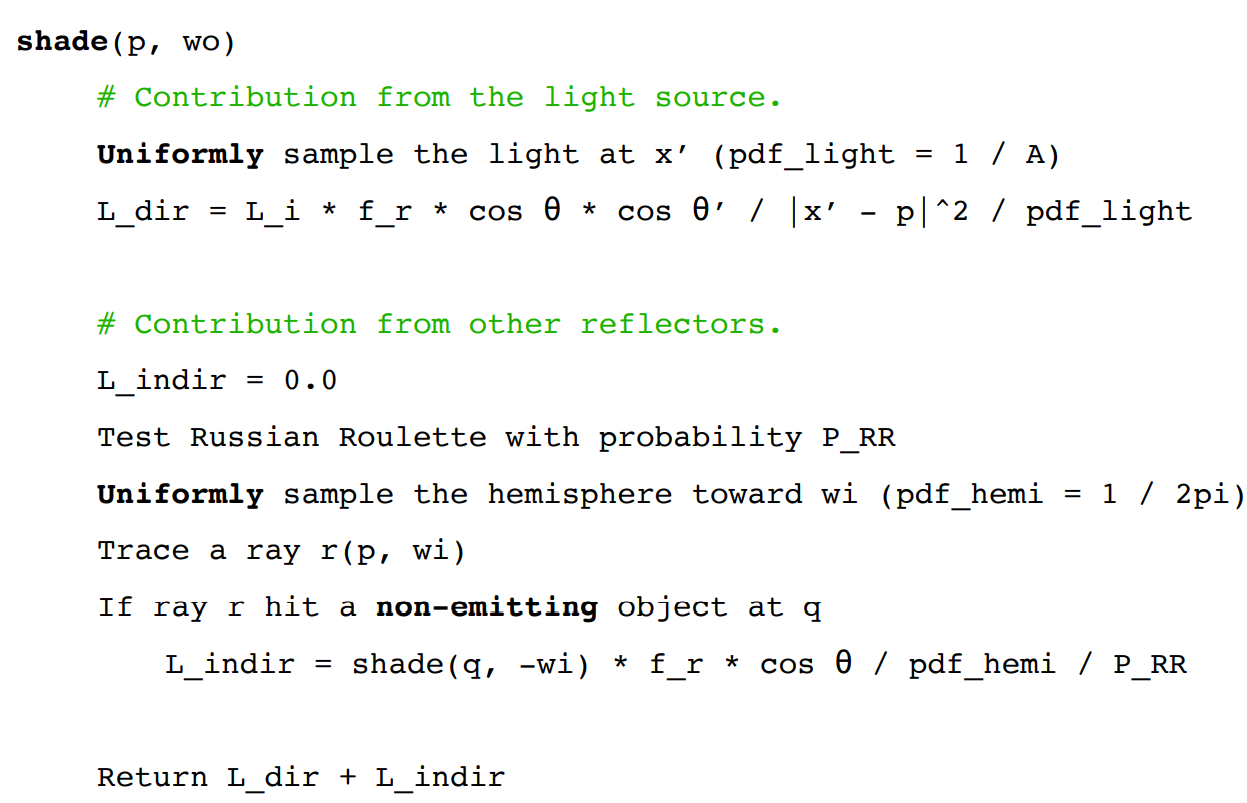 shade(p, wo)
# Contribution from the light source.
Uniformly sample the light at x’ (pdf_light = 1 / A)
L_dir = L_i * f_r * cos θ * cos θ’ / |x’ - p|^2 / pdf_light
# Contribution from other reflectors.
L_indir = 0.0
Test Russian Roulette with probability P_RR
Uniformly sample the hemisphere toward wi (pdf_hemi = 1 / 2pi)
Trace a ray r(p, wi)
If ray r hit a non-emitting object at q
L_indir = shade(q, -wi) * f_r * cos θ / pdf_hemi / P_RR
Return L_dir + L_indir